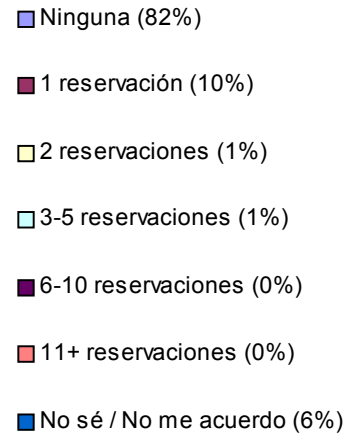 Ninguna (82%)
1 reservación (10%)
2 reservaciones (1%)
3-5 reservaciones (1%)
6-10 reservaciones (0%)
11+ reservaciones (0%)
No sé / No me acuerdo (6%)